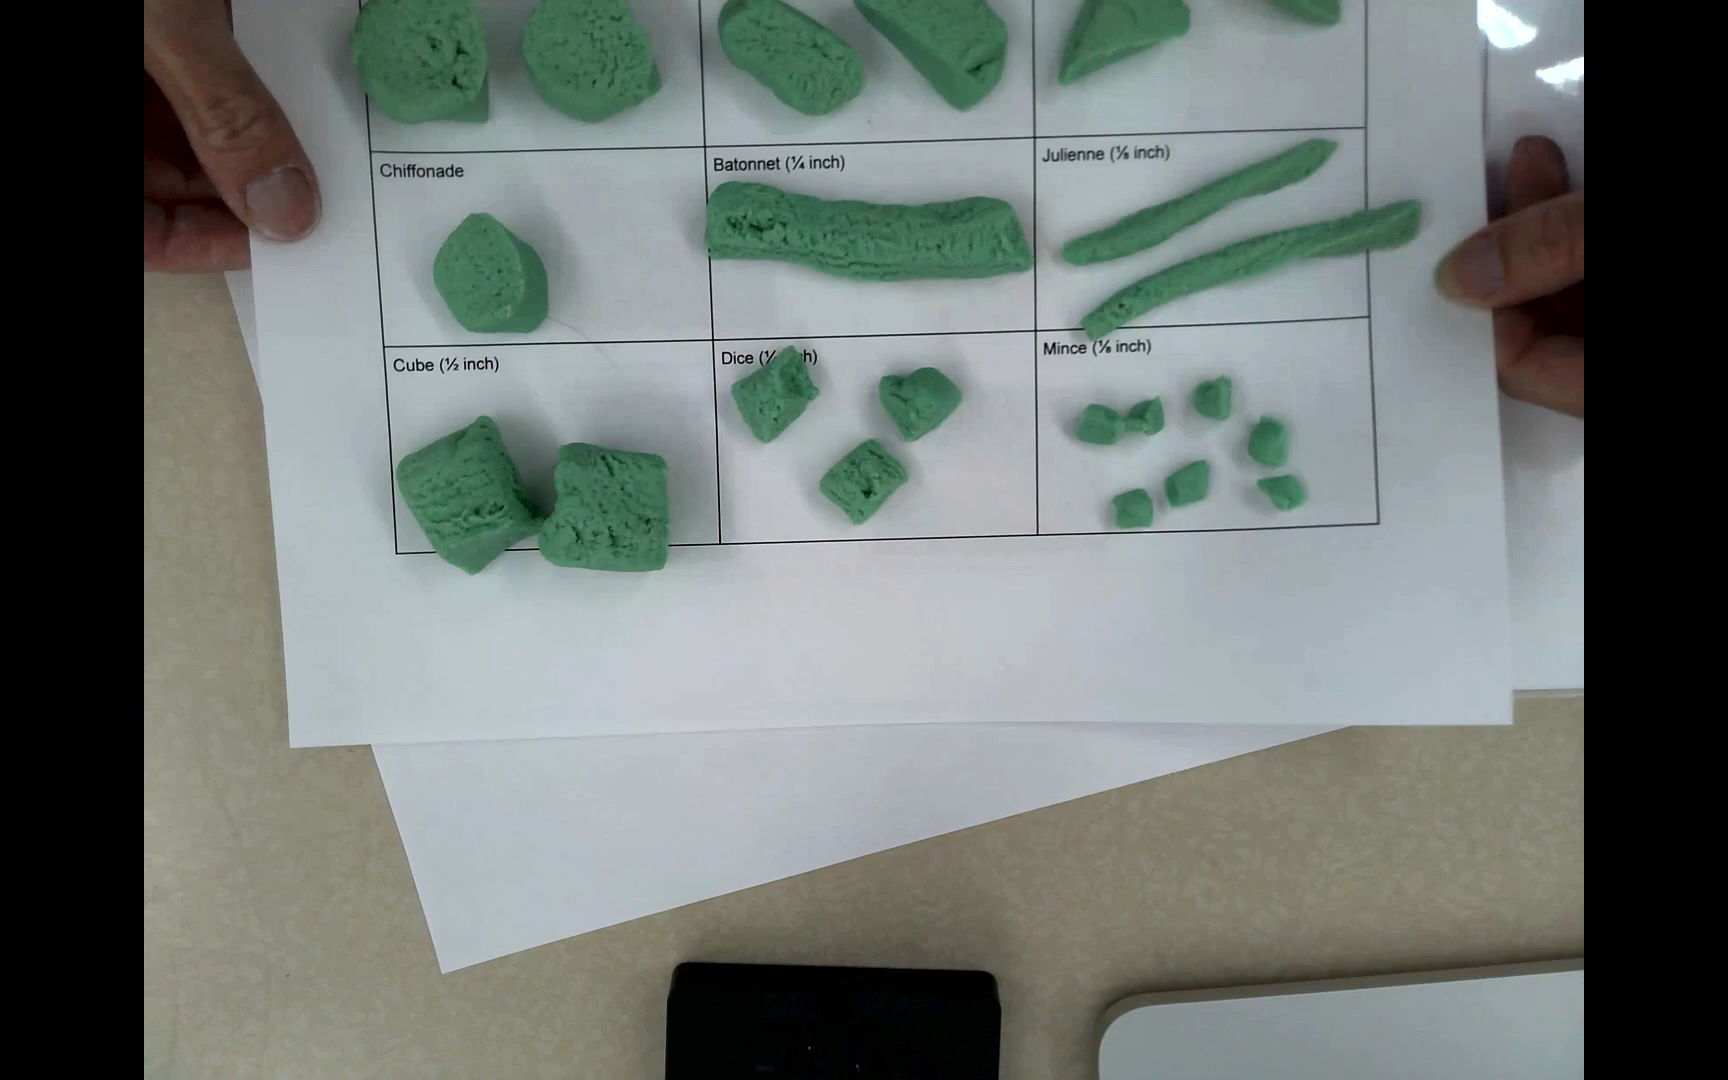 Chiffonade
Batonnet (¼ inch)
Julienne (⅛ inch)
Cube (½ inch)
Dice ( h)
Mince (⅛ inch)